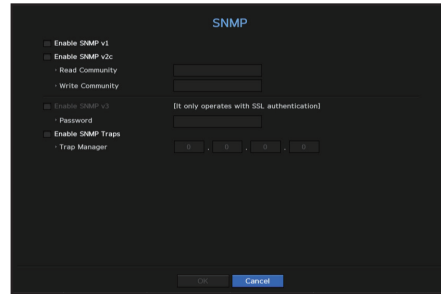 SNMP
Enable SNMP v1
Enable SNMP v2c
· Read Community
· Write Community
Enable SNMP v3 [It only operates with SSL authentication]
· Password
Enable SNMP Traps
· Trap Manager 0 . 0 . 0 . 0
OK Cancel